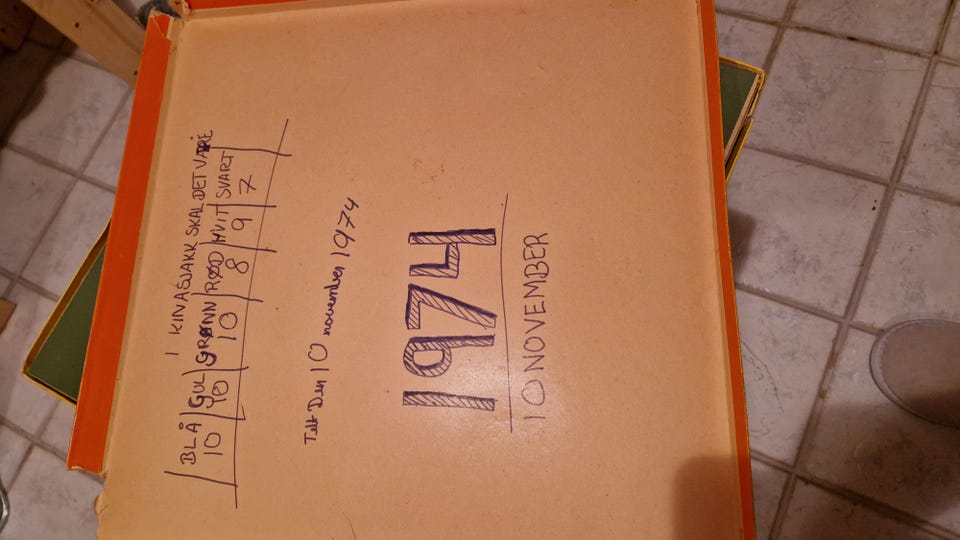 I KINASJAKK SKAL DET VÆRE
BLÅ GUL GRØNN RØD HVIT SVART
10 10 10 8 9 7
Telt Den 10 november 1974
1974
10 NOVEMBER